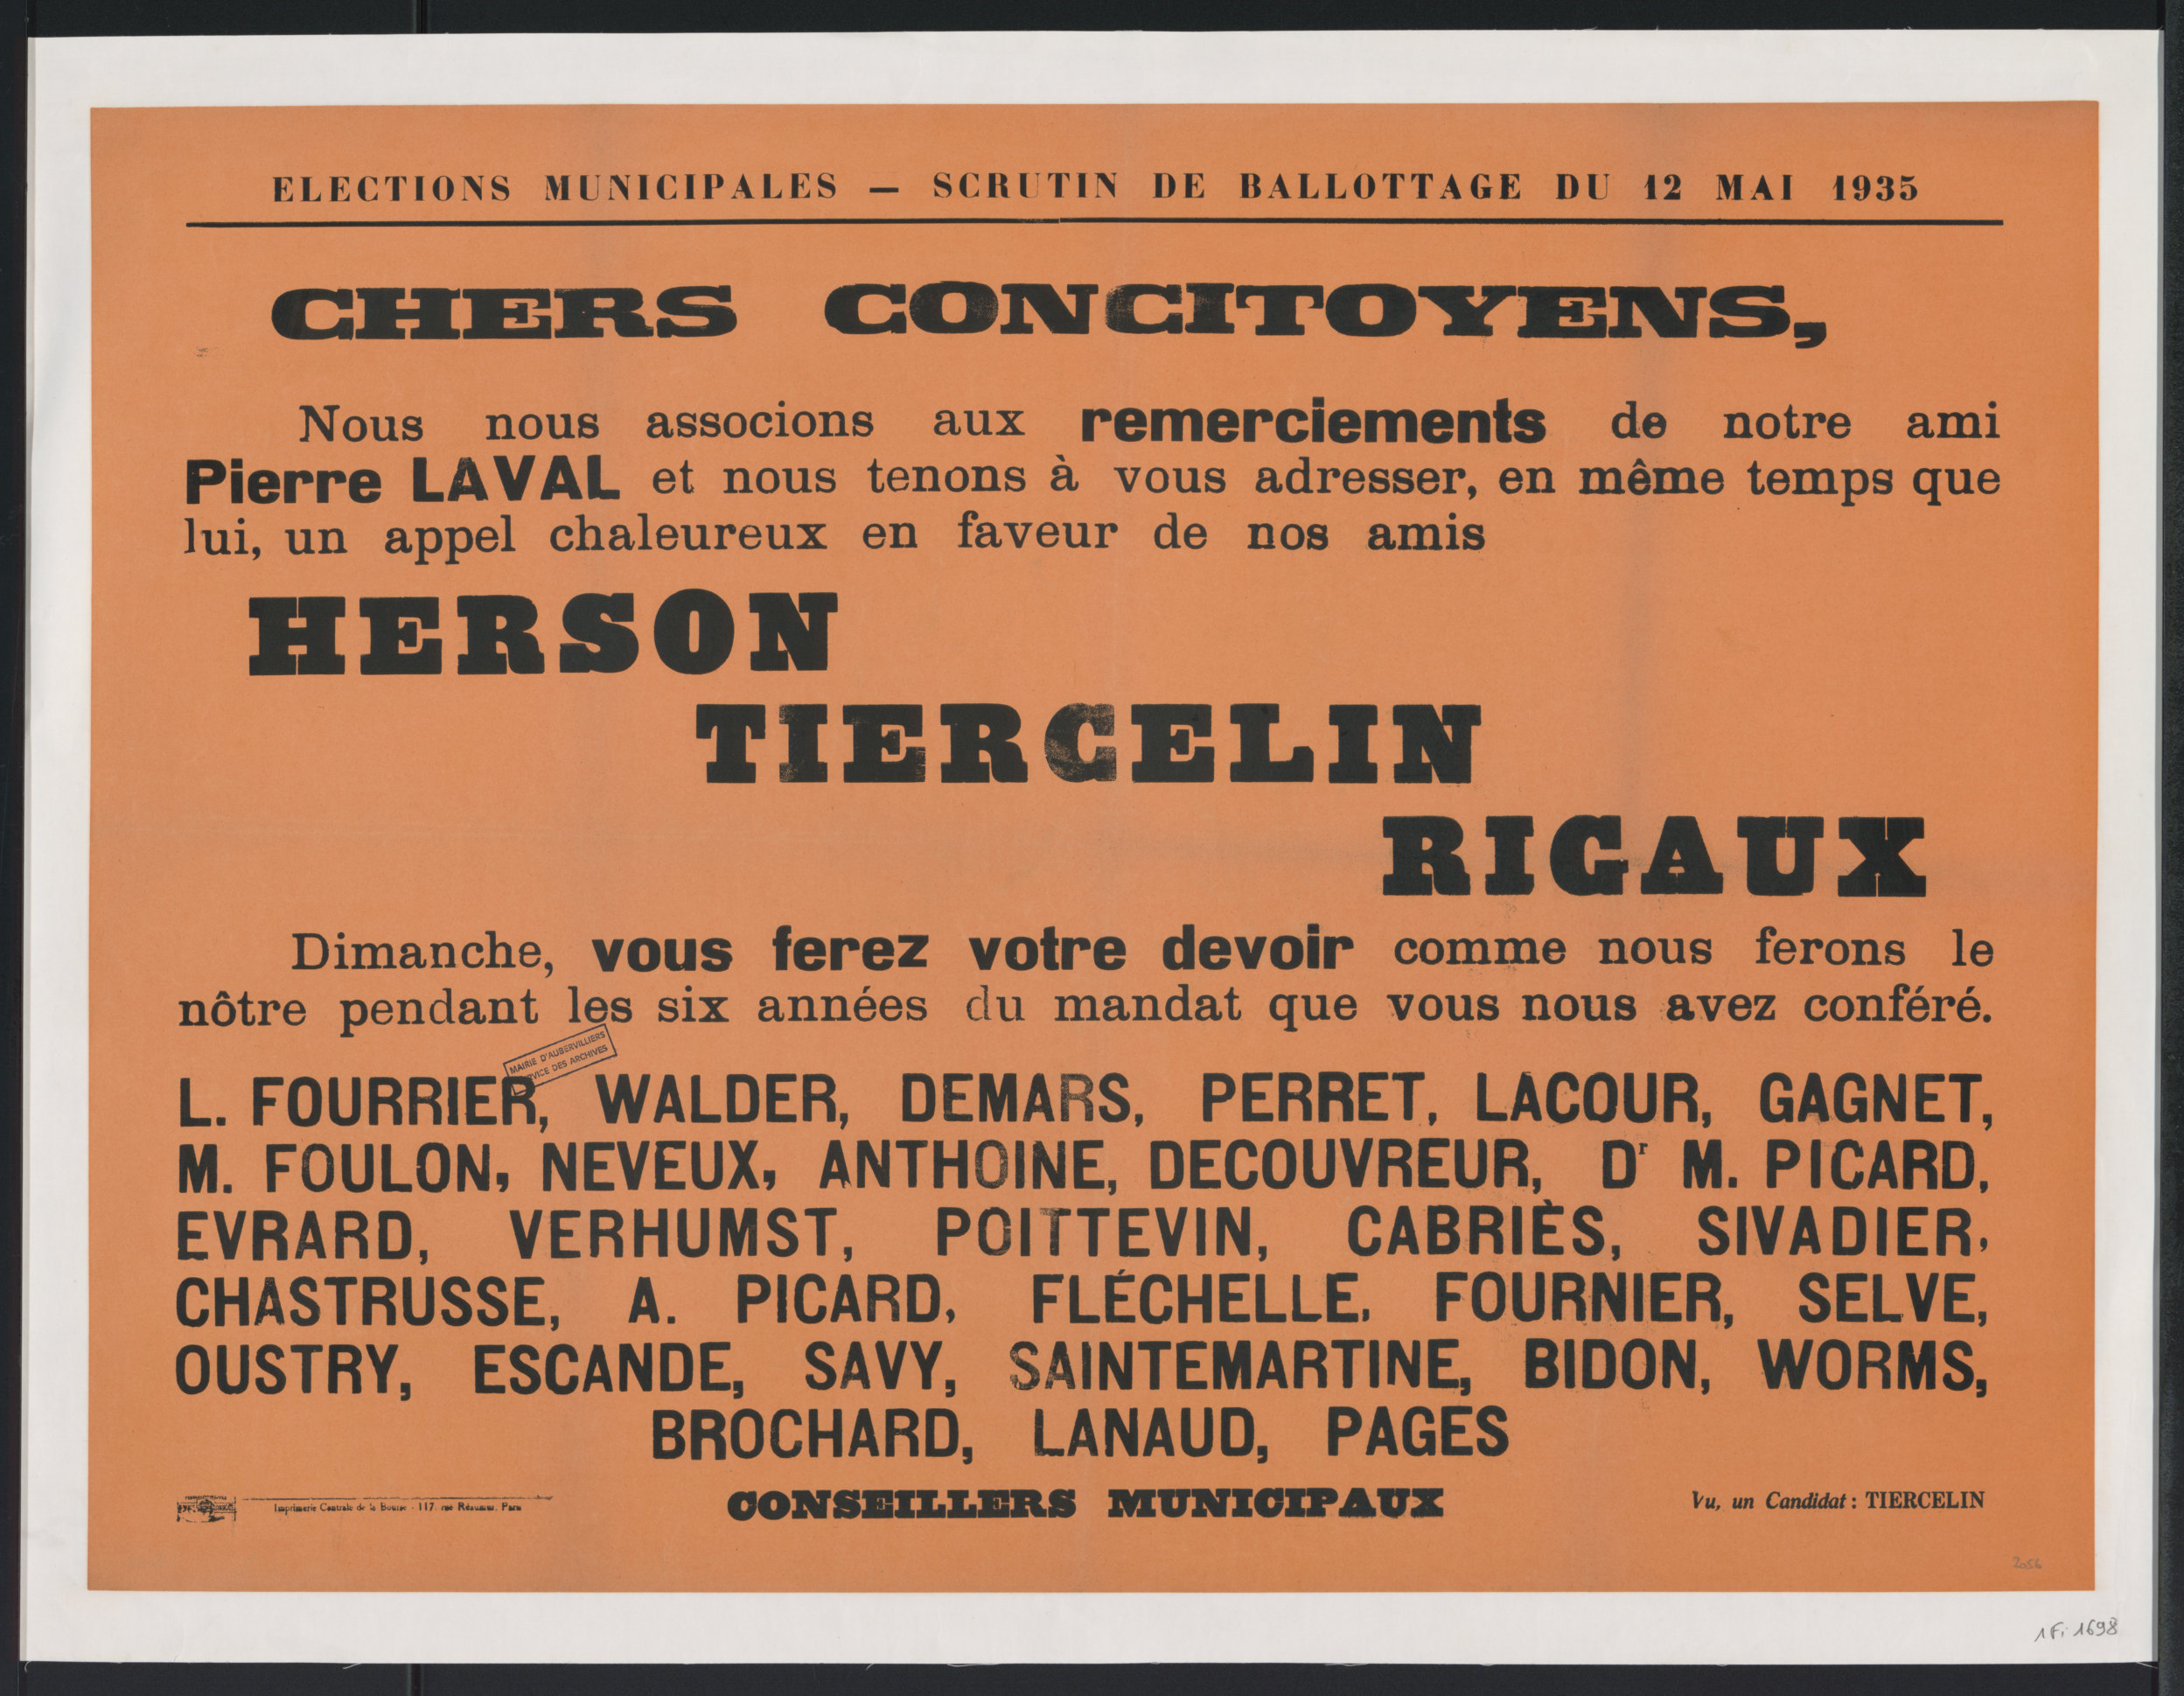 ELECTIONS MUNICIPALES — SCRUTIN DE BALLOTTAGE DU 12 MAI 1935
CHERS CONCITOYENS,
Nous nous associons aux remerciements de notre ami
Pierre LAVAL et nous tenons à vous adresser, en même temps que
lui, un appel chaleureux en faveur de nos amis
HERSON
TIERCELIN
RIGAUX
Dimanche, vous ferez votre devoir comme nous ferons le
nôtre pendant les six années du mandat que vous nous avez conféré.
MAIRIE D'AUBERVILLIERS
DES ARCHIVES
L. FOURRIER, WALDER, DEMARS, PERRET, LACOUR, GAGNET,
M. FOULON, NEVEUX, ANTHOINE, DECOUVREUR, Dr M. PICARD,
EVRARD, VERHUMST, POITTEVIN, CABRIÈS, SIVADIER,
CHASTRUSSE, A. PICARD, FLÉCHELLE, FOURNIER, SELVE,
OUSTRY, ESCANDE, SAVY, SAINTEMARTINE, BIDON, WORMS,
BROCHARD, LANAUD, PAGES
Imprimerie Centrale de la Bourse - 117, rue Réaumur, Paris
CONSEILLERS MUNICIPAUX
Vu, un Candidat : TIERCELIN
1 Fi 1698